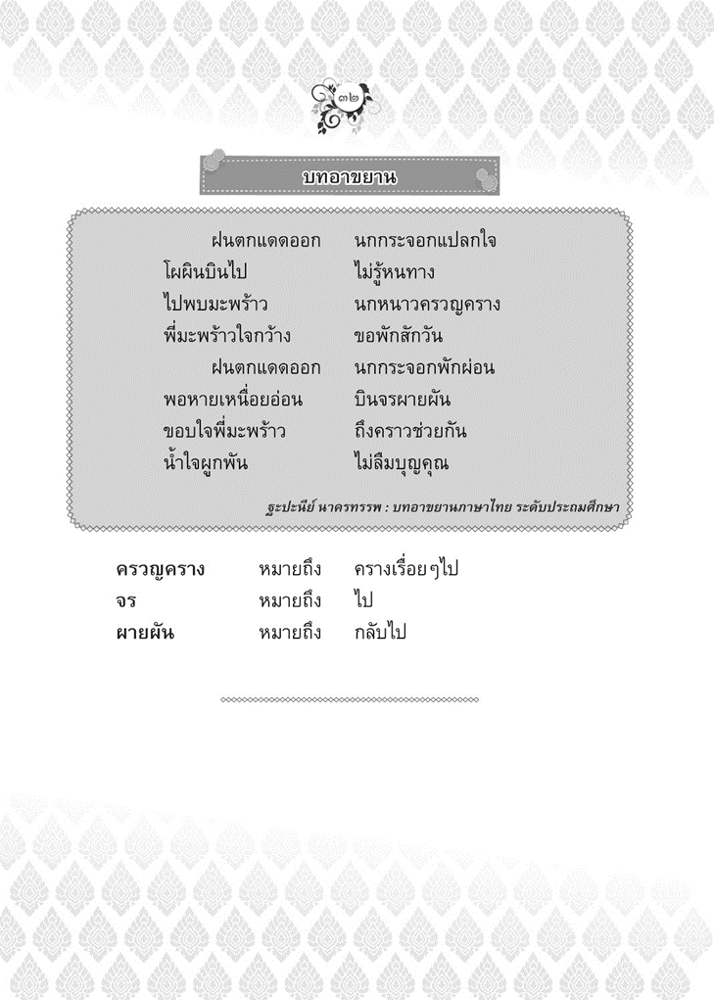 ๓๒
บทอาขยาน
ฝนตกแดดออก นกกระจอกแปลกใจ
โผผินบินไป ไม่รู้หนทาง
ไปพบมะพร้าว นกหนาวครวญคราง
พี่มะพร้าวใจกว้าง ขอพักสักวัน
ฝนตกแดดออก นกกระจอกพักผ่อน
พอหายเหนื่อยอ่อน บินจรผายผัน
ขอบใจพี่มะพร้าว ถึงคราวช่วยกัน
น้ำใจผูกพัน ไม่ลืมบุญคุณ
ฐะปะนีย์ นาครทรรพ : บทอาขยานภาษาไทย ระดับประถมศึกษา
ครวญคราง หมายถึง ครางเรื่อยๆไป
จร หมายถึง ไป
ผายผัน หมายถึง กลับไป